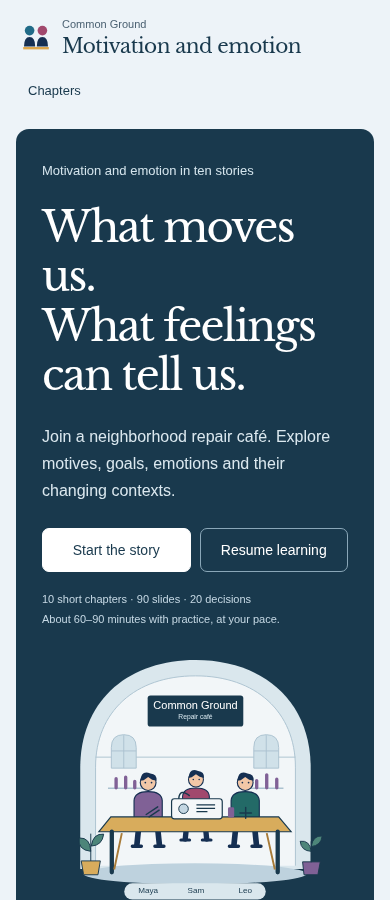 Common Ground
Motivation and emotion
Chapters
Motivation and emotion in ten stories
What moves
us.
What feelings
can tell us.
Join a neighborhood repair café. Explore
motives, goals, emotions and their
changing contexts.
Start the story
Resume learning
10 short chapters · 90 slides · 20 decisions
About 60–90 minutes with practice, at your pace.
Common Ground
Repair café
Maya
Sam
Leo